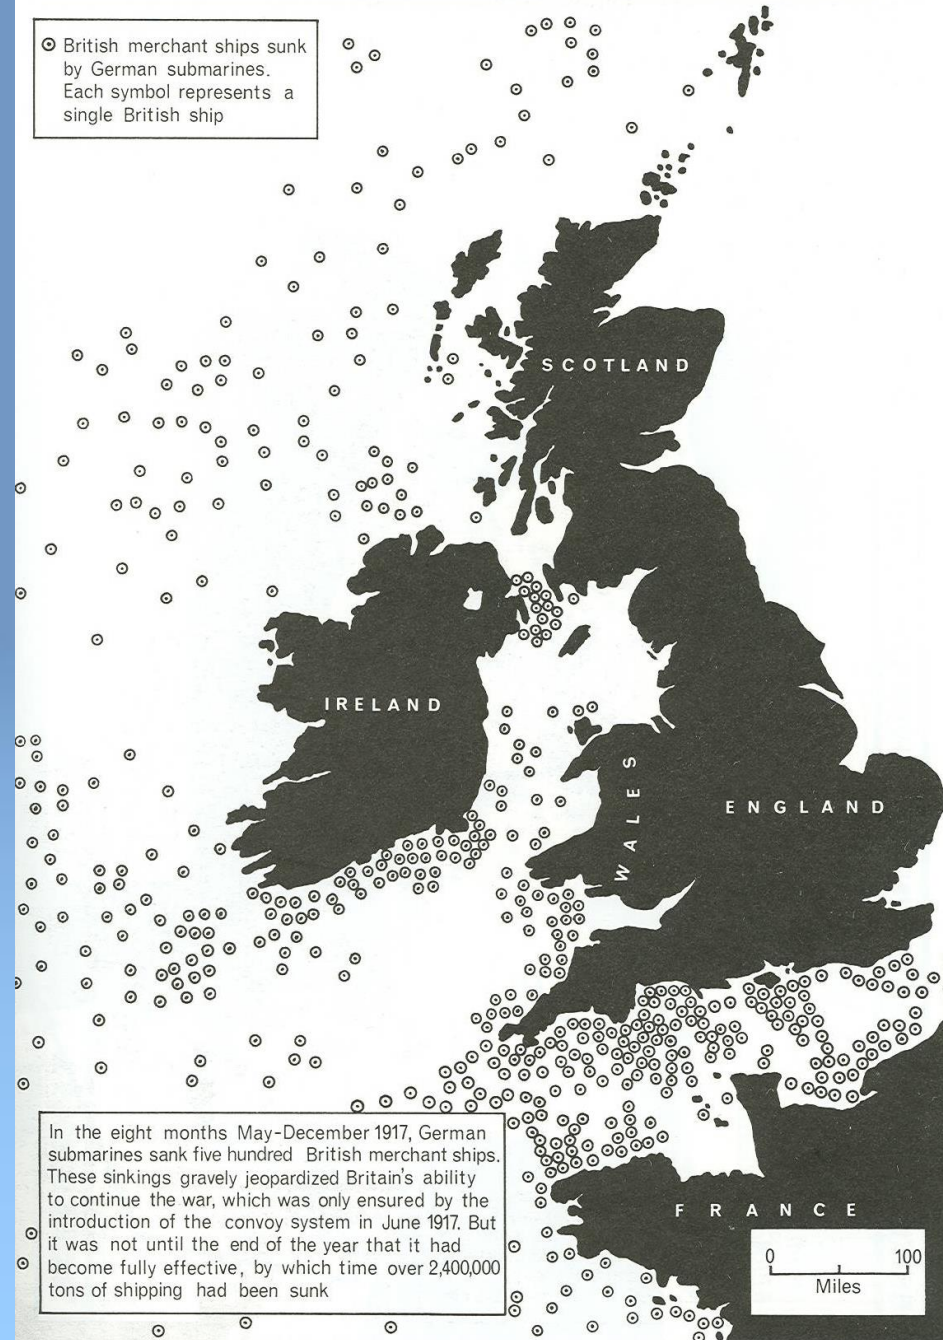 British merchant ships sunk
by German submarines.
Each symbol represents a
single British ship
SCOTLAND
IRELAND
WALES
ENGLAND
In the eight months May-December 1917, German
submarines sank five hundred British merchant ships.
These sinkings gravely jeopardized Britain's ability
to continue the war, which was only ensured by the
introduction of the convoy system in June 1917. But
it was not until the end of the year that it had
become fully effective, by which time over 2,400,000
tons of shipping had been sunk
FRANCE
0 100
Miles